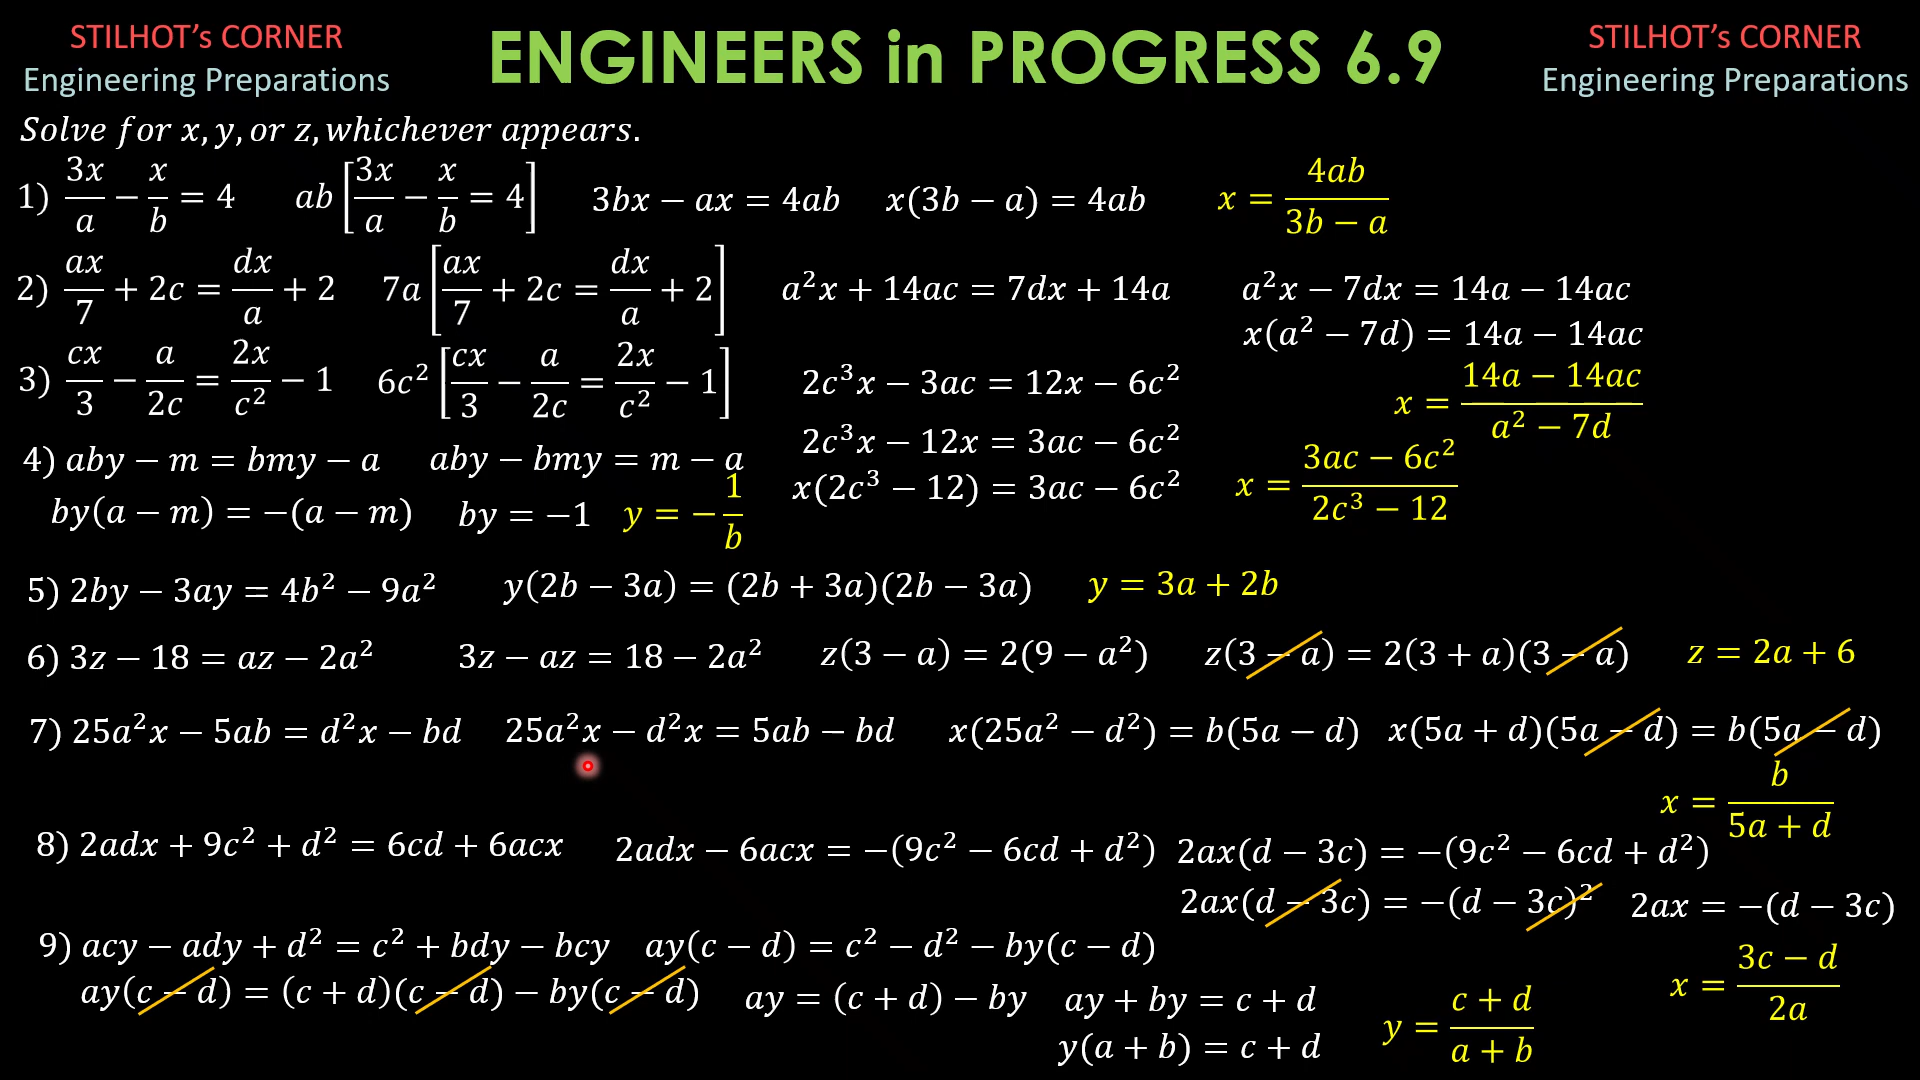 STILHOT's CORNER
Engineering Preparations
ENGINEERS in PROGRESS 6.9
STILHOT's CORNER
Engineering Preparations
Solve for x, y, or z, whichever appears.
1) 3x/a − x/b = 4    ab[3x/a − x/b = 4]    3bx − ax = 4ab    x(3b − a) = 4ab    x = 4ab/(3b − a)
2) ax/7 + 2c = dx/a + 2    7a[ax/7 + 2c = dx/a + 2]    a²x + 14ac = 7dx + 14a    a²x − 7dx = 14a − 14ac
x(a² − 7d) = 14a − 14ac
x = (14a − 14ac)/(a² − 7d)
3) cx/3 − a/2c = 2x/c² − 1    6c²[cx/3 − a/2c = 2x/c² − 1]    2c³x − 3ac = 12x − 6c²
2c³x − 12x = 3ac − 6c²
x(2c³ − 12) = 3ac − 6c²    x = (3ac − 6c²)/(2c³ − 12)
4) aby − m = bmy − a    aby − bmy = m − a
by(a − m) = −(a − m)    by = −1    y = −1/b
5) 2by − 3ay = 4b² − 9a²    y(2b − 3a) = (2b + 3a)(2b − 3a)    y = 3a + 2b
6) 3z − 18 = az − 2a²    3z − az = 18 − 2a²    z(3 − a) = 2(9 − a²)    z(3 − a) = 2(3 + a)(3 − a)    z = 2a + 6
7) 25a²x − 5ab = d²x − bd    25a²x − d²x = 5ab − bd    x(25a² − d²) = b(5a − d)    x(5a + d)(5a − d) = b(5a − d)
x = b/(5a + d)
8) 2adx + 9c² + d² = 6cd + 6acx    2adx − 6acx = −(9c² − 6cd + d²)    2ax(d − 3c) = −(9c² − 6cd + d²)
2ax(d − 3c) = −(d − 3c)²    2ax = −(d − 3c)
x = (3c − d)/2a
9) acy − ady + d² = c² + bdy − bcy    ay(c − d) = c² − d² − by(c − d)
ay(c − d) = (c + d)(c − d) − by(c − d)    ay = (c + d) − by    ay + by = c + d
y(a + b) = c + d    y = (c + d)/(a + b)